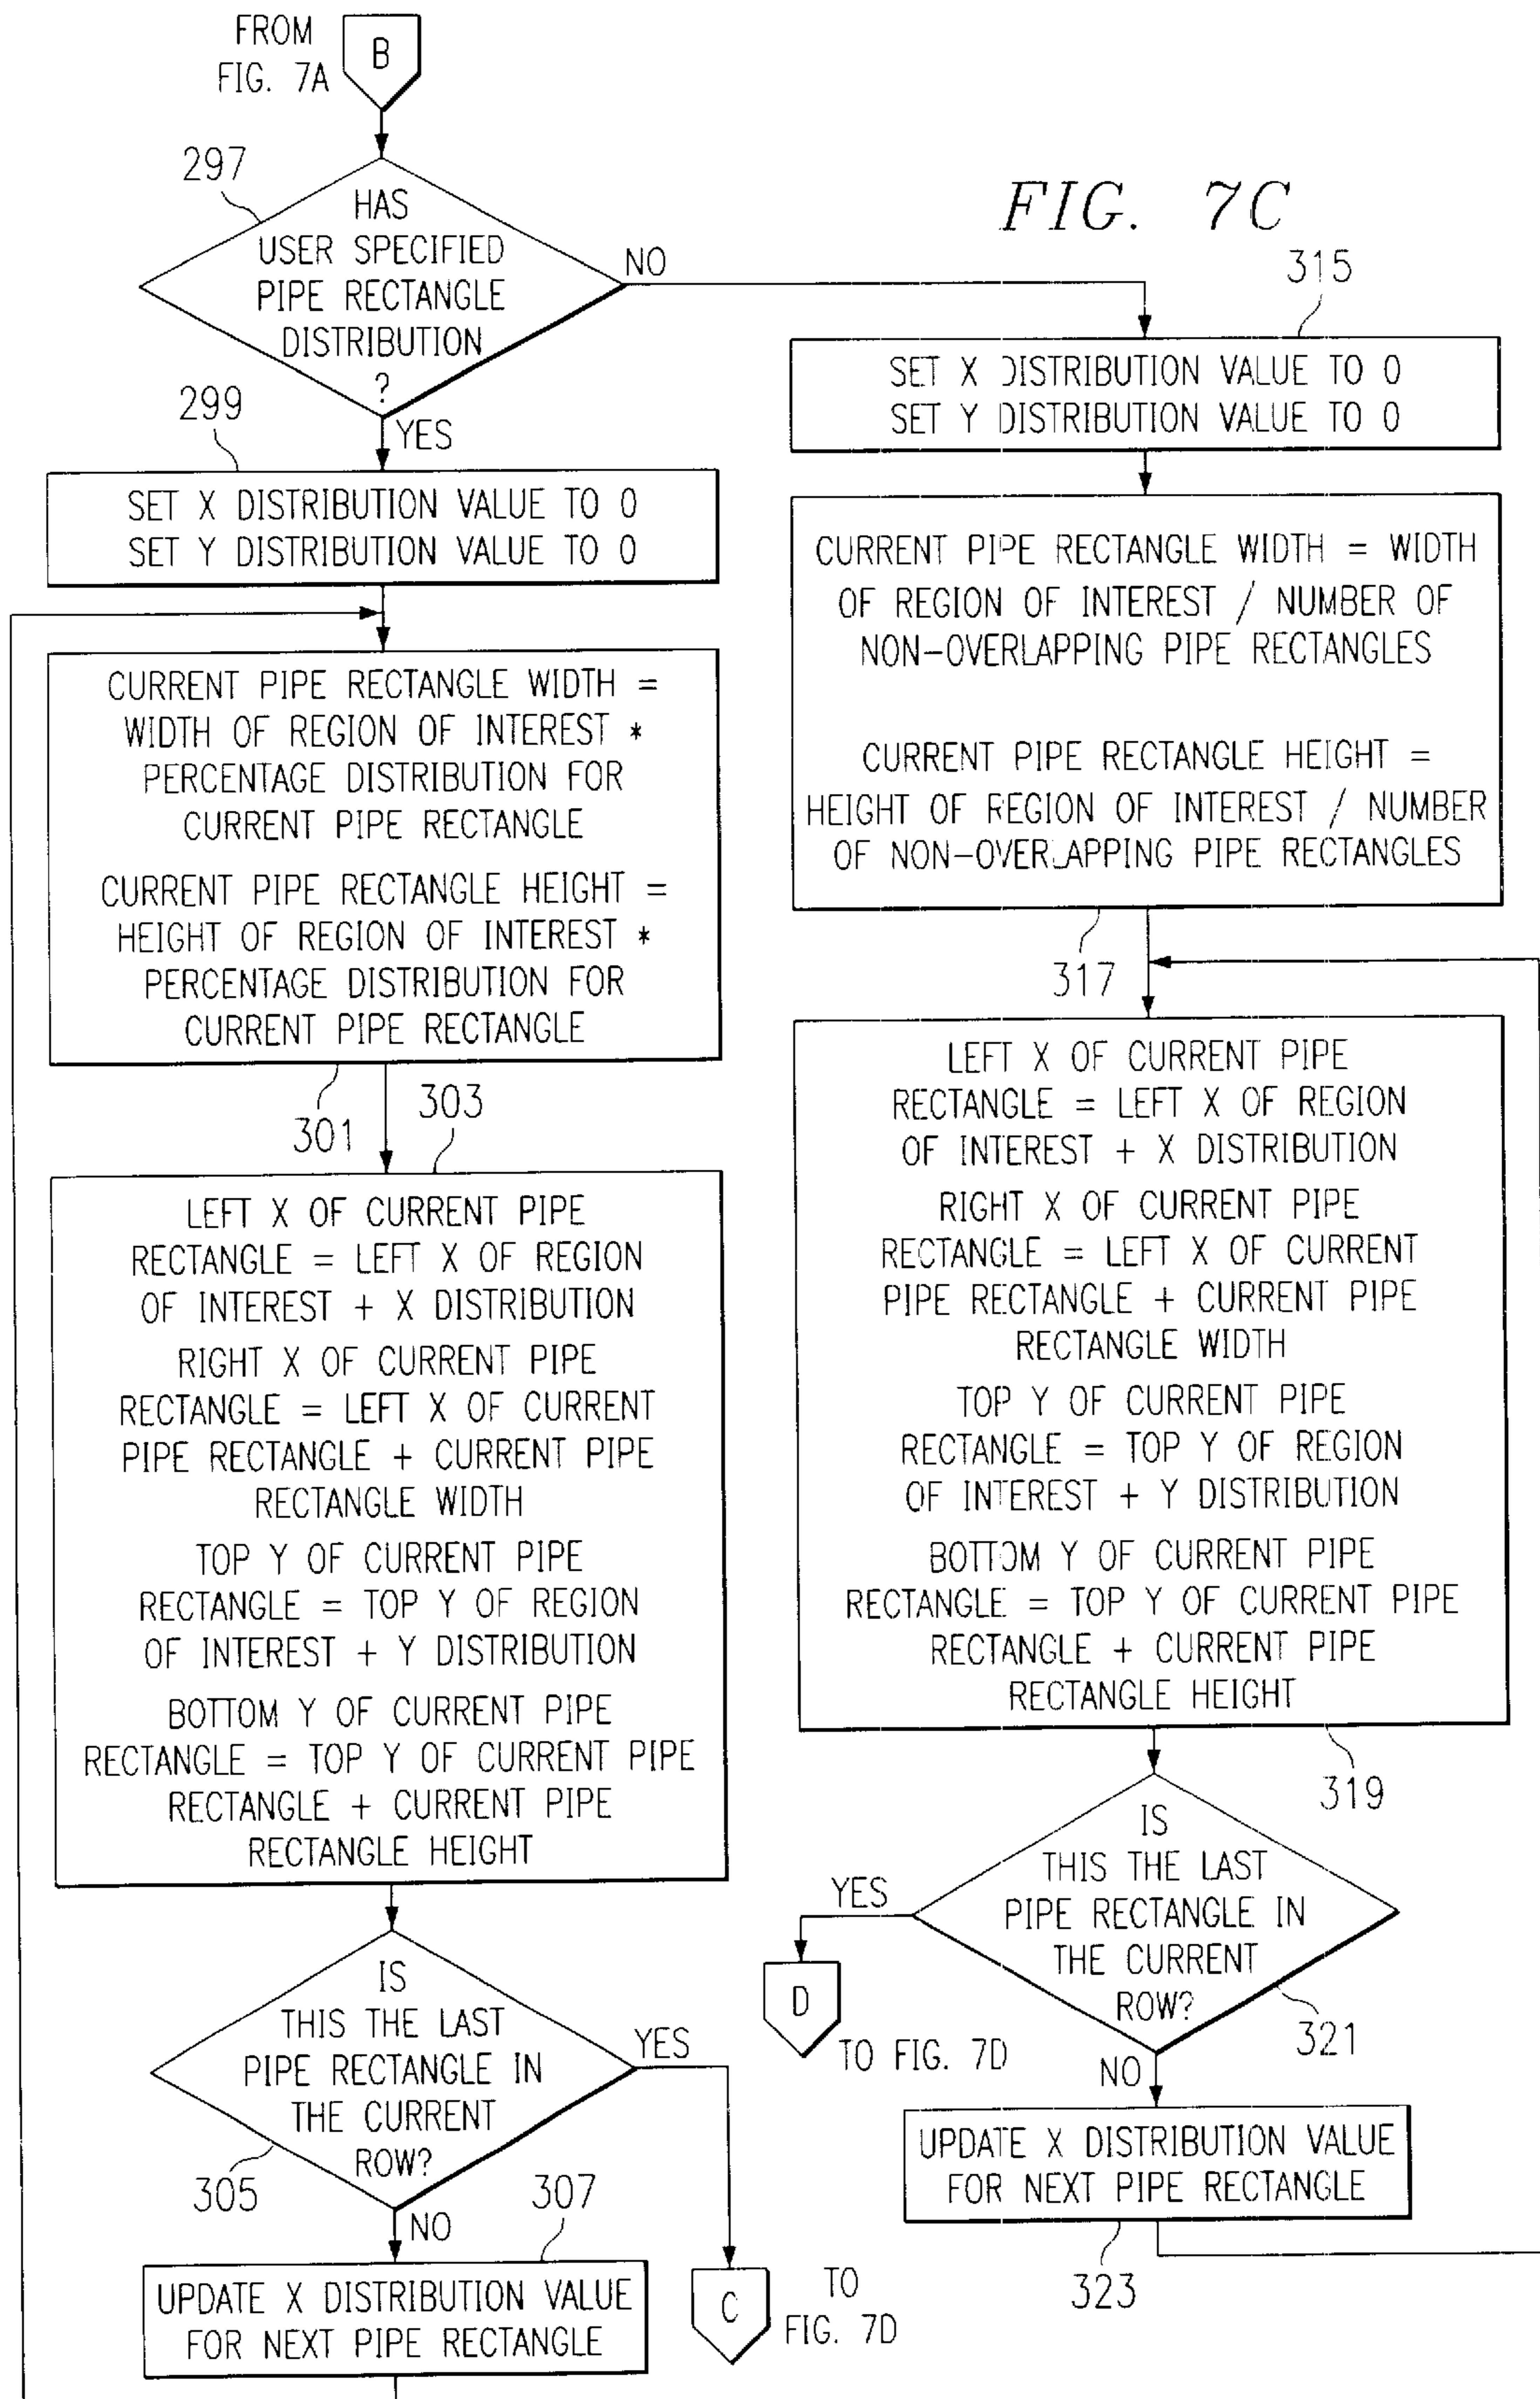 FROM
FIG. 7A
B
297
HAS
USER SPECIFIED
PIPE RECTANGLE
DISTRIBUTION
?
NO
YES
FIG. 7C
299
SET X DISTRIBUTION VALUE TO 0
SET Y DISTRIBUTION VALUE TO 0
CURRENT PIPE RECTANGLE WIDTH =
WIDTH OF REGION OF INTEREST *
PERCENTAGE DISTRIBUTION FOR
CURRENT PIPE RECTANGLE
CURRENT PIPE RECTANGLE HEIGHT =
HEIGHT OF REGION OF INTEREST *
PERCENTAGE DISTRIBUTION FOR
CURRENT PIPE RECTANGLE
301
303
LEFT X OF CURRENT PIPE
RECTANGLE = LEFT X OF REGION
OF INTEREST + X DISTRIBUTION
RIGHT X OF CURRENT PIPE
RECTANGLE = LEFT X OF CURRENT
PIPE RECTANGLE + CURRENT PIPE
RECTANGLE WIDTH
TOP Y OF CURRENT PIPE
RECTANGLE = TOP Y OF REGION
OF INTEREST + Y DISTRIBUTION
BOTTOM Y OF CURRENT PIPE
RECTANGLE = TOP Y OF CURRENT PIPE
RECTANGLE + CURRENT PIPE
RECTANGLE HEIGHT
IS
THIS THE LAST
PIPE RECTANGLE IN
THE CURRENT
ROW?
YES
305
NO
307
UPDATE X DISTRIBUTION VALUE
FOR NEXT PIPE RECTANGLE
C
TO
FIG. 7D
315
SET X DISTRIBUTION VALUE TO 0
SET Y DISTRIBUTION VALUE TO 0
CURRENT PIPE RECTANGLE WIDTH = WIDTH
OF REGION OF INTEREST / NUMBER OF
NON-OVERLAPPING PIPE RECTANGLES
CURRENT PIPE RECTANGLE HEIGHT =
HEIGHT OF REGION OF INTEREST / NUMBER
OF NON-OVERLAPPING PIPE RECTANGLES
317
LEFT X OF CURRENT PIPE
RECTANGLE = LEFT X OF REGION
OF INTEREST + X DISTRIBUTION
RIGHT X OF CURRENT PIPE
RECTANGLE = LEFT X OF CURRENT
PIPE RECTANGLE + CURRENT PIPE
RECTANGLE WIDTH
TOP Y OF CURRENT PIPE
RECTANGLE = TOP Y OF REGION
OF INTEREST + Y DISTRIBUTION
BOTTOM Y OF CURRENT PIPE
RECTANGLE = TOP Y OF CURRENT PIPE
RECTANGLE + CURRENT PIPE
RECTANGLE HEIGHT
319
IS
THIS THE LAST
PIPE RECTANGLE IN
THE CURRENT
ROW?
YES
D
TO FIG. 7D
321
NO
UPDATE X DISTRIBUTION VALUE
FOR NEXT PIPE RECTANGLE
323